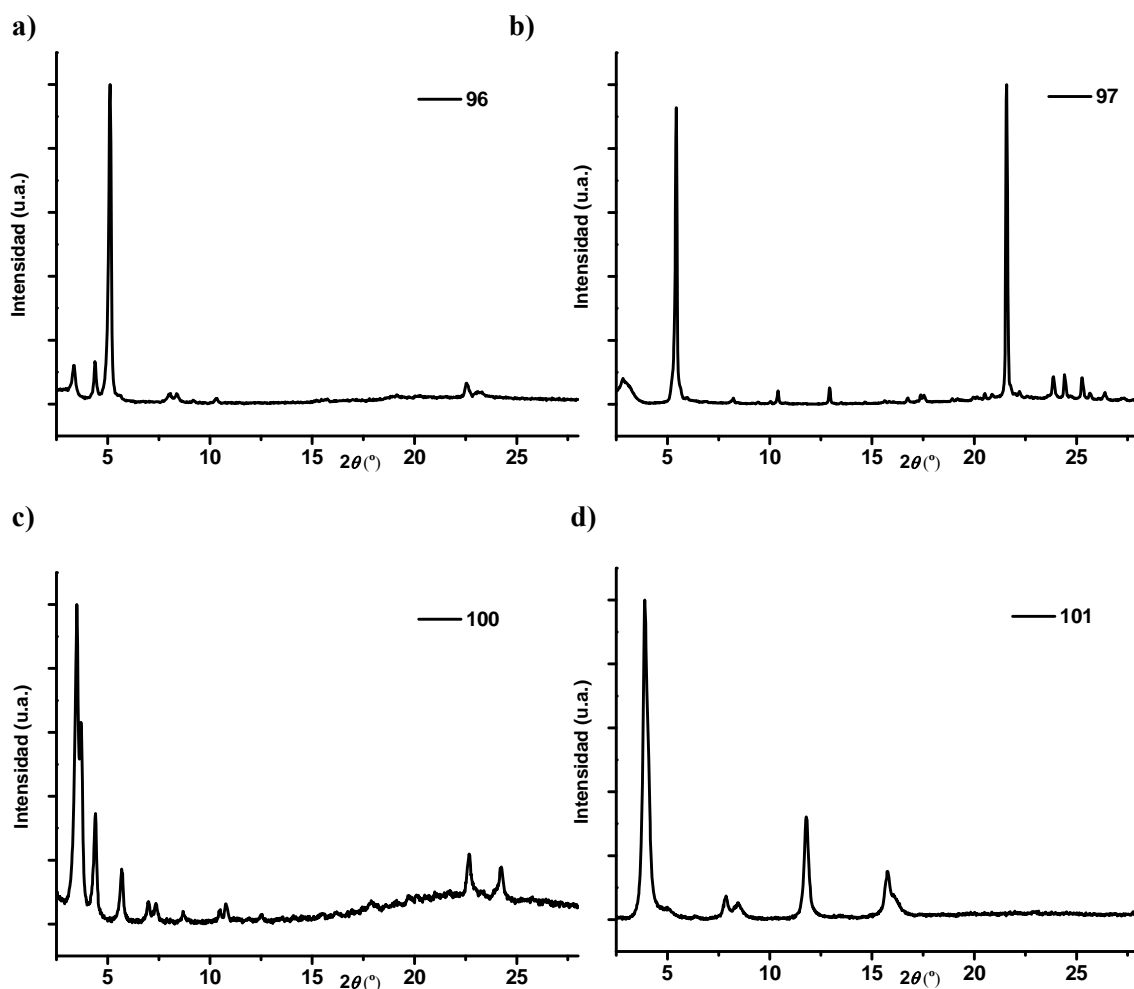 a)
96
Intensidad (u.a.)
5 10 15 20 25
2θ (º)
b)
97
Intensidad (u.a.)
5 10 15 20 25
2θ (º)
c)
100
Intensidad (u.a.)
5 10 15 20 25
2θ (º)
d)
101
Intensidad (u.a.)
5 10 15 20 25
2θ (º)